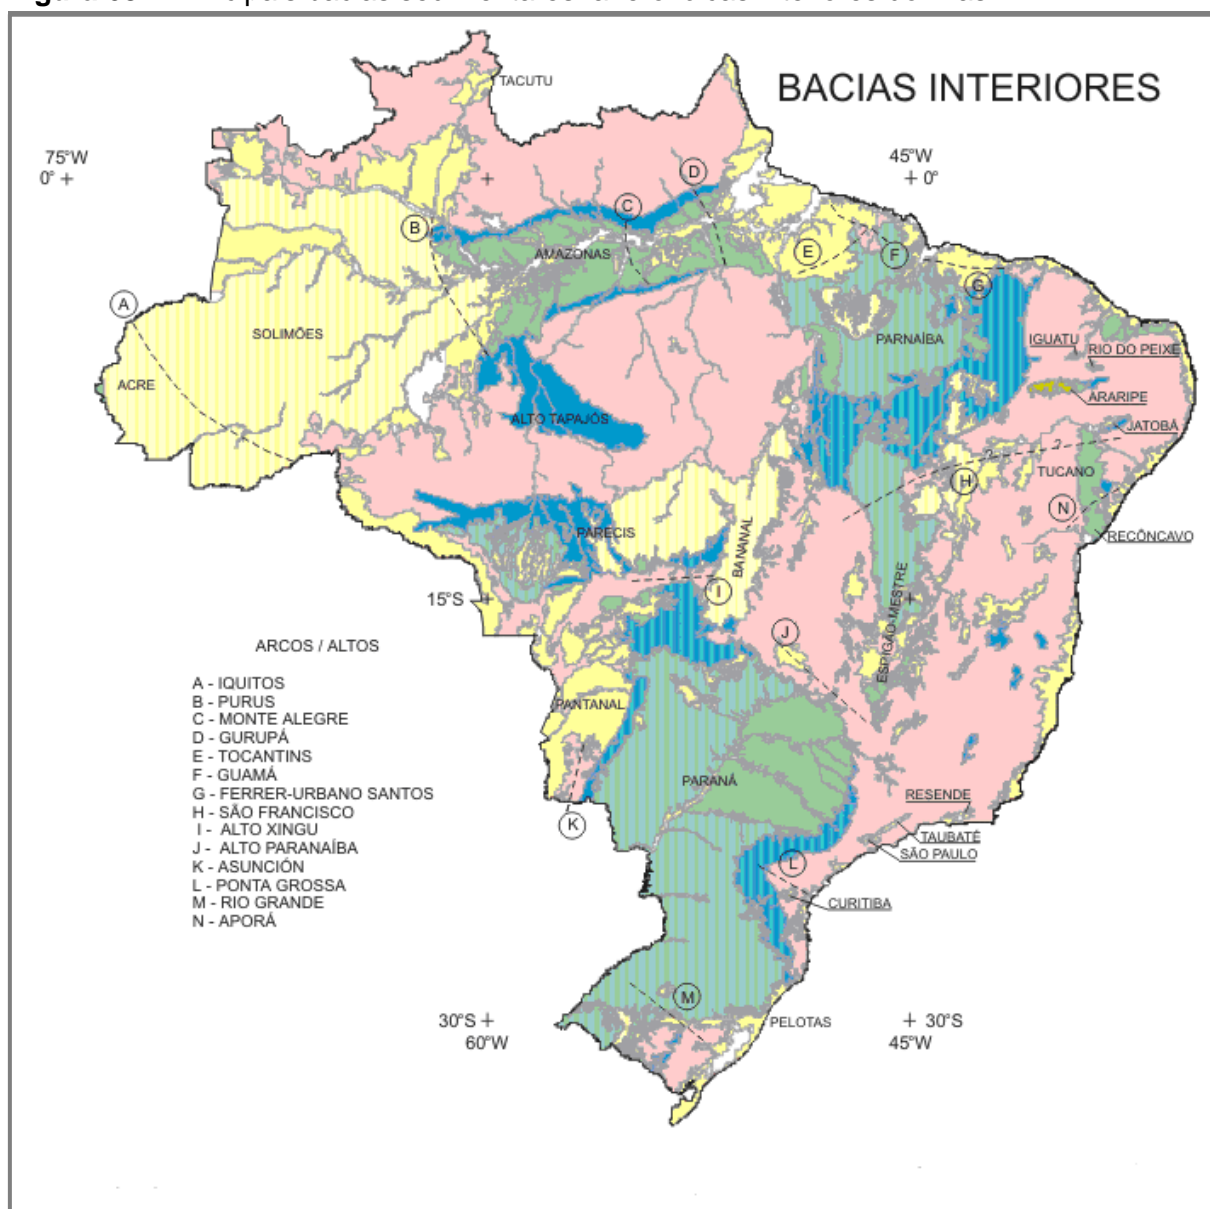 BACIAS INTERIORES
TACUTU
75°W
0° +
45°W
+ 0°
D
C
B
AMAZONAS
E
F
G
A
SOLIMÕES
PARNAÍBA
IGUATU
RIO DO PEIXE
ACRE
ARARIPE
ALTO TAPAJÓS
JATOBÁ
?
TUCANO
H
N
PARECIS
RECÔNCAVO
BANANAL
I
15°S
ESPIGÃO-MESTRE
J
ARCOS / ALTOS
A - IQUITOS
B - PURUS
C - MONTE ALEGRE
D - GURUPÁ
E - TOCANTINS
F - GUAMÁ
G - FERRER-URBANO SANTOS
H - SÃO FRANCISCO
I - ALTO XINGU
J - ALTO PARANAÍBA
K - ASUNCIÓN
L - PONTA GROSSA
M - RIO GRANDE
N - APORÁ
PANTANAL
PARANÁ
RESENDE
K
TAUBATÉ
SÃO PAULO
L
CURITIBA
M
PELOTAS
30°S +
60°W
+ 30°S
45°W